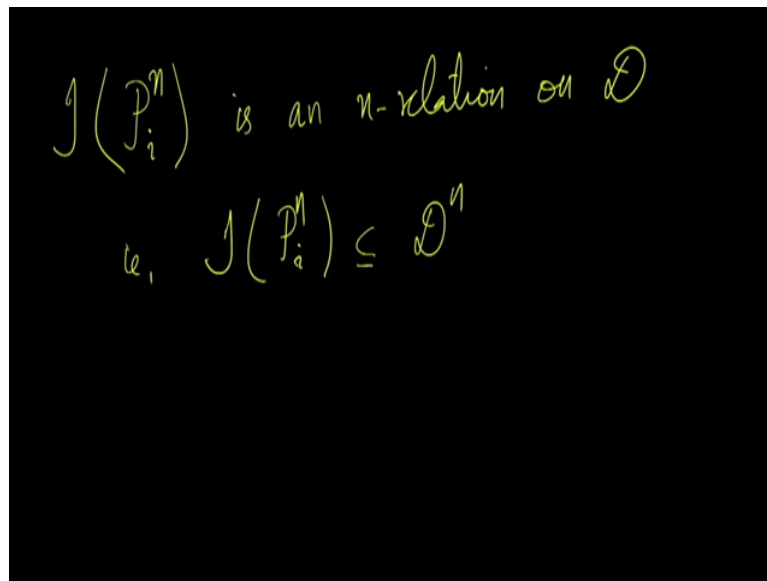 I(P_i^n) is an n-relation on D
ie, I(P_i^n) ⊆ D^n